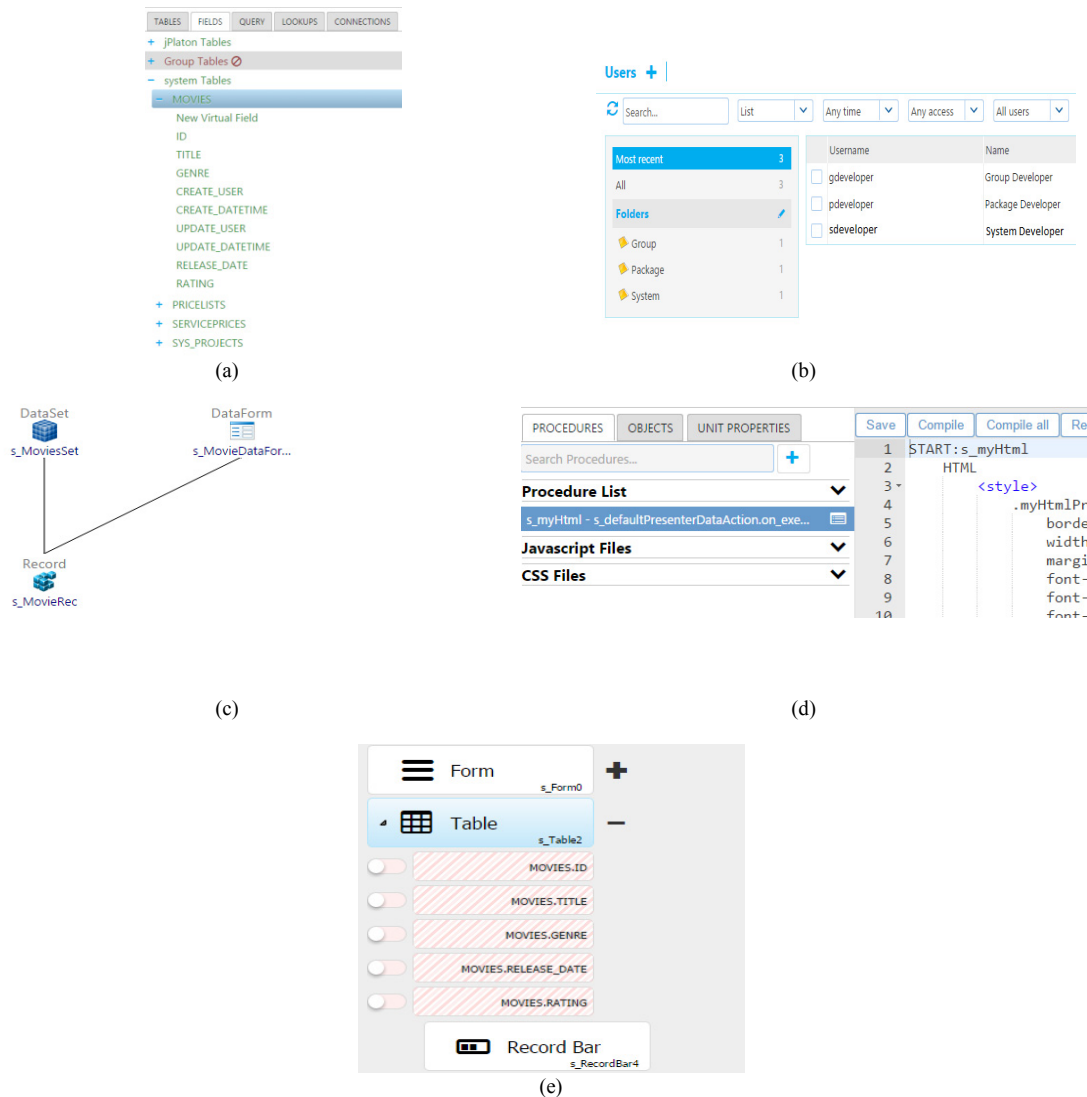 TABLES FIELDS QUERY LOOKUPS CONNECTIONS
+ jPlaton Tables
+ Group Tables
− system Tables
− MOVIES
New Virtual Field
ID
TITLE
GENRE
CREATE_USER
CREATE_DATETIME
UPDATE_USER
UPDATE_DATETIME
RELEASE_DATE
RATING
+ PRICELISTS
+ SERVICEPRICES
+ SYS_PROJECTS
(a)
Users +
Search... List Any time Any access All users
Most recent 3
All 3
Folders
Group 1
Package 1
System 1
Username Name
gdeveloper Group Developer
pdeveloper Package Developer
sdeveloper System Developer
(b)
DataSet DataForm
s_MoviesSet s_MovieDataFor...
Record
s_MovieRec
(c)
PROCEDURES OBJECTS UNIT PROPERTIES
Search Procedures... +
Procedure List
s_myHtml - s_defaultPresenterDataAction.on_exe...
Javascript Files
CSS Files
Save Compile Compile all Re
1 START:s_myHtml
2 HTML
3 <style>
4 .myHtmlPr
5 borde
6 width
7 margi
8 font-
9 font-
10 font-
(d)
Form
s_Form0
Table
s_Table2
MOVIES.ID
MOVIES.TITLE
MOVIES.GENRE
MOVIES.RELEASE_DATE
MOVIES.RATING
Record Bar
s_RecordBar4
(e)